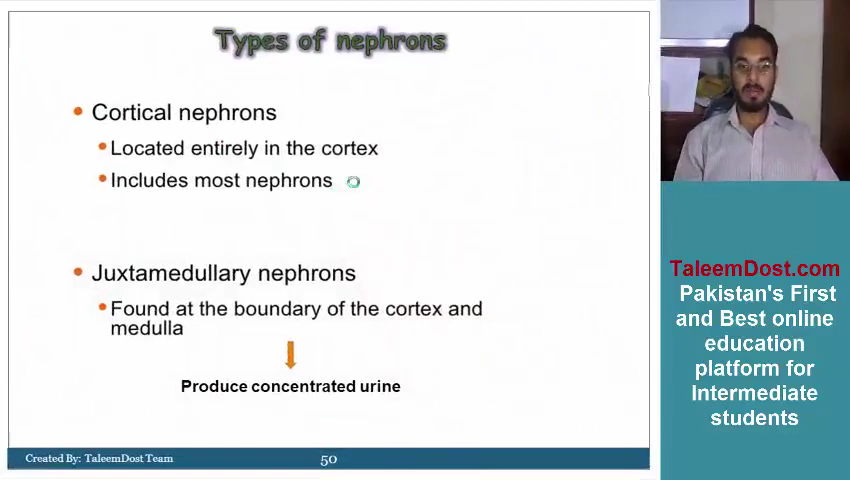 Types of nephrons
Cortical nephrons
Located entirely in the cortex
Includes most nephrons
Juxtamedullary nephrons
Found at the boundary of the cortex and
medulla
Produce concentrated urine
Created By: TaleemDost Team
50
TaleemDost.com
Pakistan's First
and Best online
education
platform for
Intermediate
students